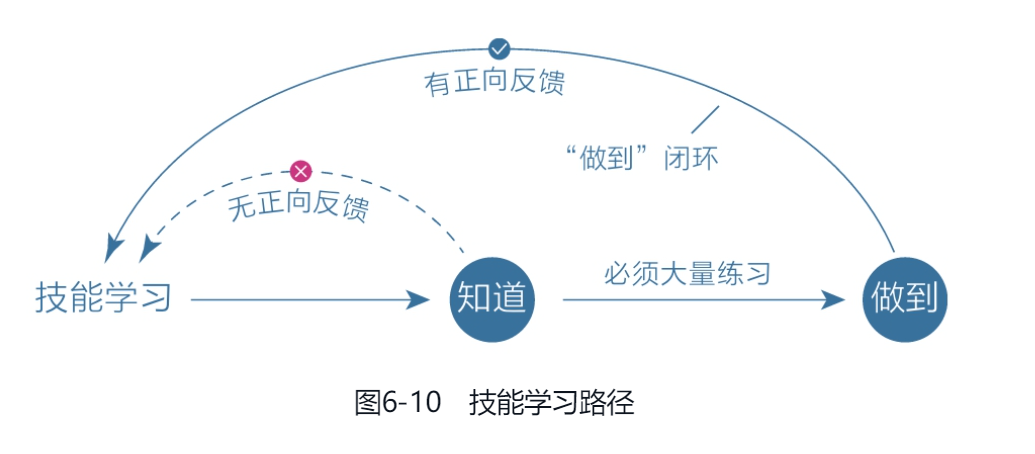 有正向反馈
“做到”闭环
无正向反馈
技能学习
知道
必须大量练习
做到
图6-10 技能学习路径